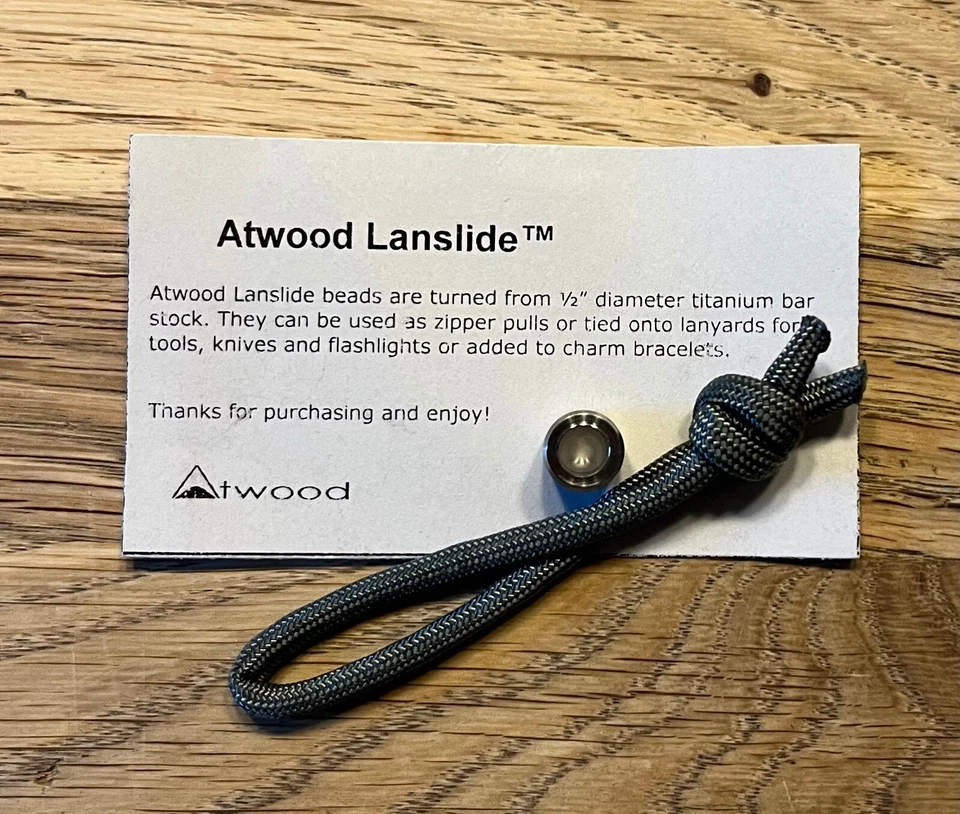 Atwood Lanslide™
Atwood Lanslide beads are turned from ½" diameter titanium bar
stock. They can be used as zipper pulls or tied onto lanyards for
tools, knives and flashlights or added to charm bracelets.
Thanks for purchasing and enjoy!
Atwood